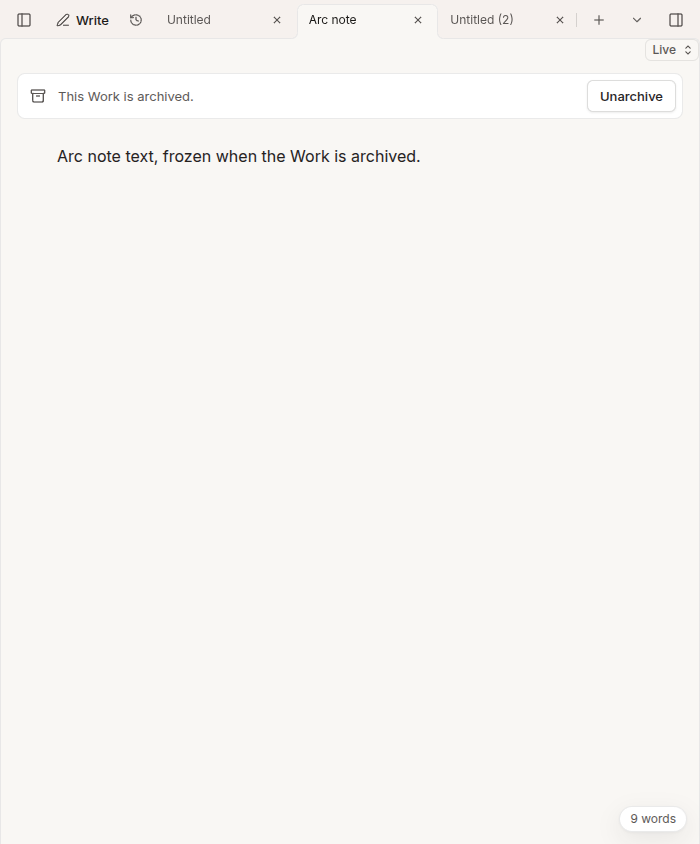 Write
Untitled
Arc note
Untitled (2)
Live
This Work is archived.
Unarchive
Arc note text, frozen when the Work is archived.
9 words